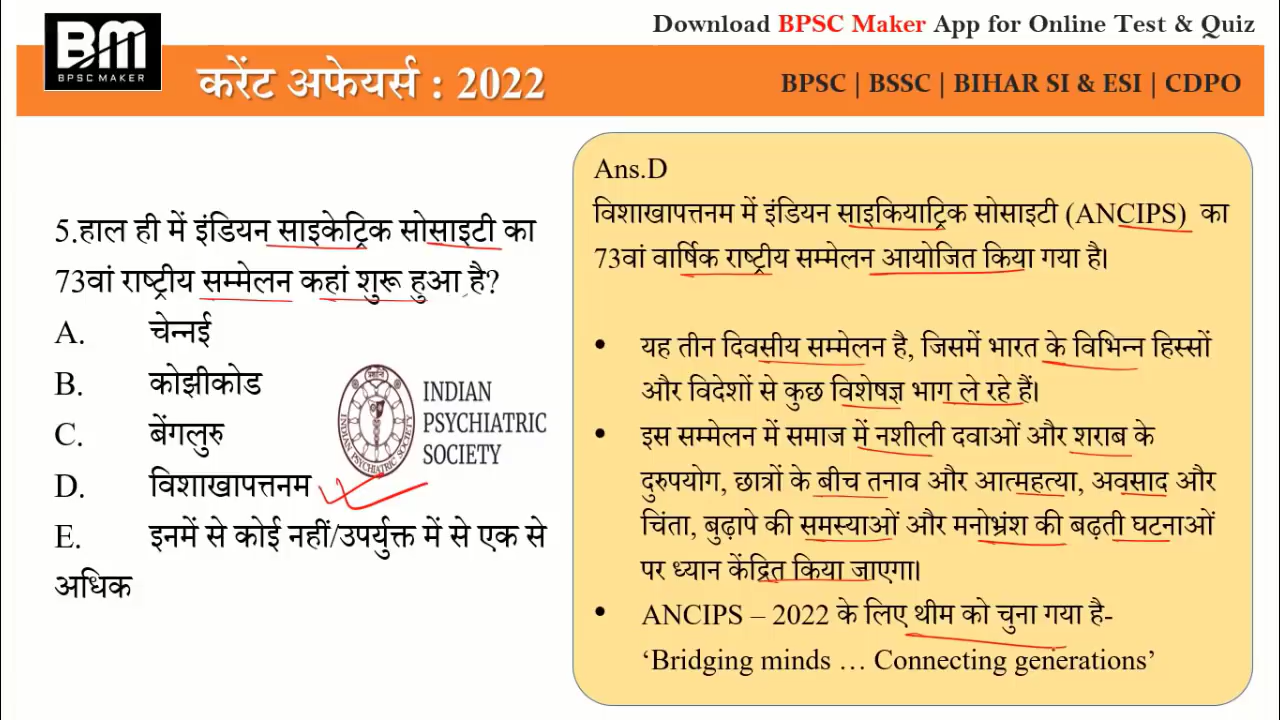 Download BPSC Maker App for Online Test & Quiz
BM
BPSC MAKER
करेंट अफेयर्स : 2022
BPSC | BSSC | BIHAR SI & ESI | CDPO
5.हाल ही में इंडियन साइकेट्रिक सोसाइटी का
73वां राष्ट्रीय सम्मेलन कहां शुरू हुआ है?
A. चेन्नई
B. कोझीकोड
C. बेंगलुरु
D. विशाखापत्तनम
E. इनमें से कोई नहीं/उपर्युक्त में से एक से
अधिक
INDIAN PSYCHIATRIC SOCIETY
INDIAN
PSYCHIATRIC
SOCIETY
Ans.D
विशाखापत्तनम में इंडियन साइकियाट्रिक सोसाइटी (ANCIPS) का
73वां वार्षिक राष्ट्रीय सम्मेलन आयोजित किया गया है।
• यह तीन दिवसीय सम्मेलन है, जिसमें भारत के विभिन्न हिस्सों
और विदेशों से कुछ विशेषज्ञ भाग ले रहे हैं।
• इस सम्मेलन में समाज में नशीली दवाओं और शराब के
दुरुपयोग, छात्रों के बीच तनाव और आत्महत्या, अवसाद और
चिंता, बुढ़ापे की समस्याओं और मनोभ्रंश की बढ़ती घटनाओं
पर ध्यान केंद्रित किया जाएगा।
• ANCIPS – 2022 के लिए थीम को चुना गया है-
‘Bridging minds … Connecting generations’